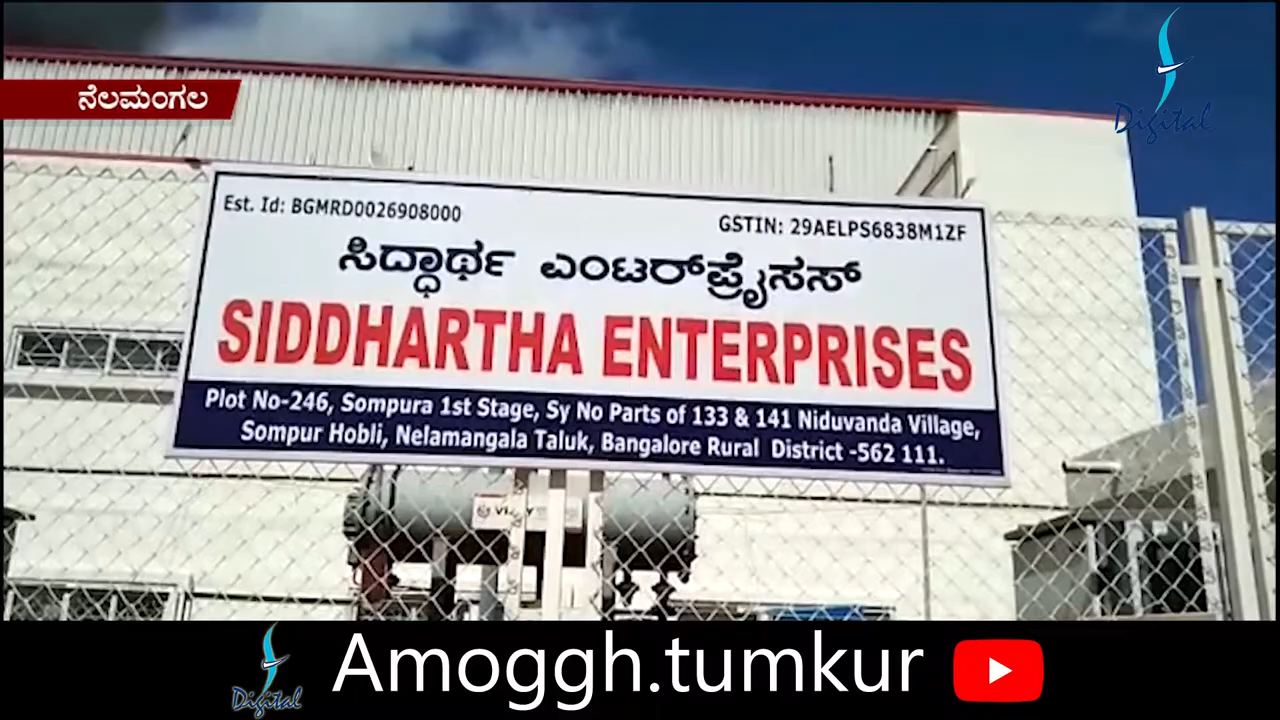 ನೆಲಮಂಗಲ
Digital
Est. Id: BGMRD0026908000
GSTIN: 29AELPS6838M1ZF
ಸಿದ್ಧಾರ್ಥ ಎಂಟರ್‌ಪ್ರೈಸಸ್
SIDDHARTHA ENTERPRISES
Plot No-246, Sompura 1st Stage, Sy No Parts of 133 & 141 Niduvanda Village,
Sompur Hobli, Nelamangala Taluk, Bangalore Rural District -562 111.
Digital
Amoggh.tumkur